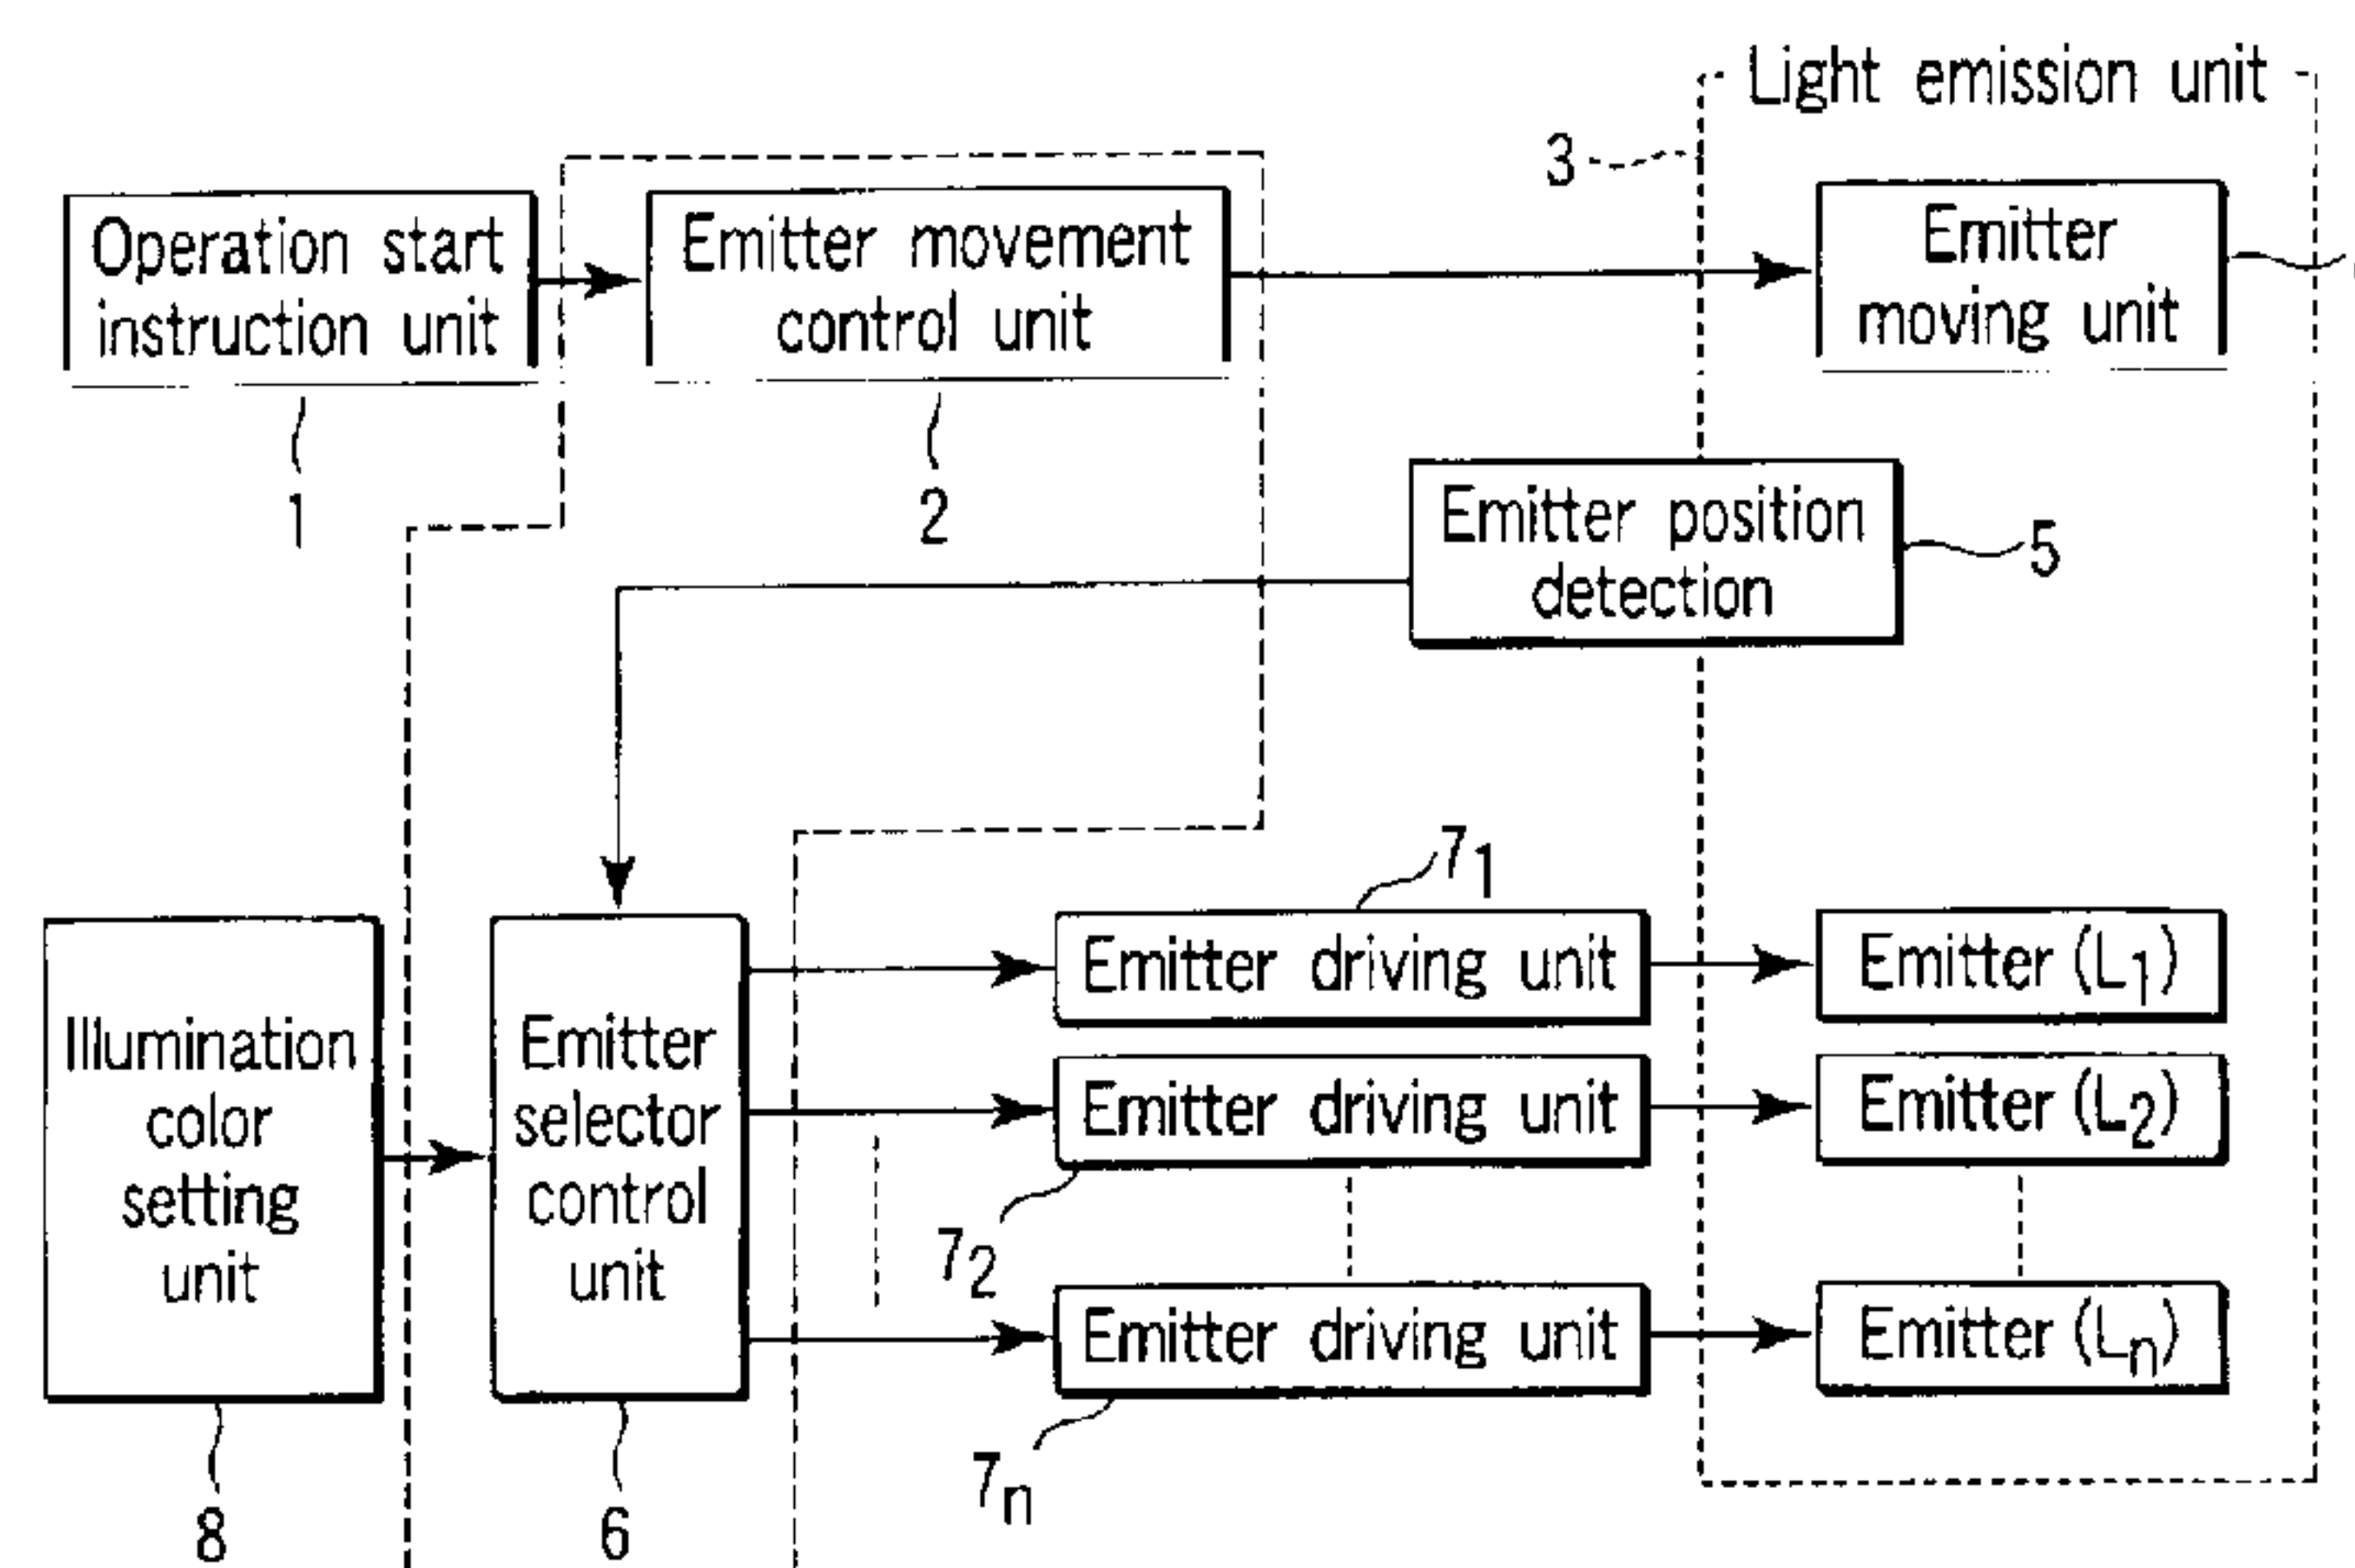 Light emission unit
3
Operation start
instruction unit
1
Emitter movement
control unit
2
Emitter
moving unit
Emitter position
detection
5
7₁
Illumination
color
setting
unit
8
Emitter
selector
control
unit
6
Emitter driving unit
Emitter (L₁)
Emitter driving unit
Emitter (L₂)
7₂
Emitter driving unit
Emitter (Lₙ)
7ₙ